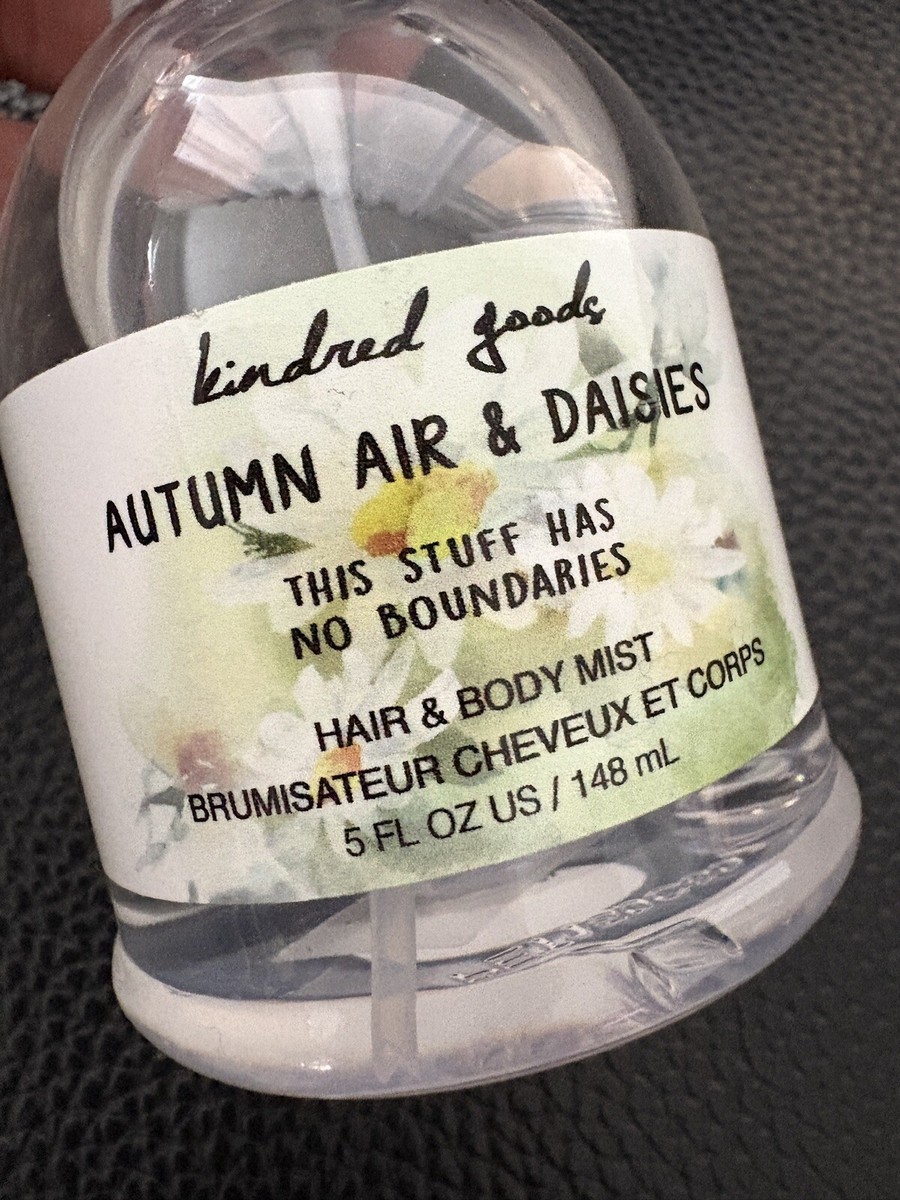 kindred goods
AUTUMN AIR & DAISIES
THIS STUFF HAS
NO BOUNDARIES
HAIR & BODY MIST
BRUMISATEUR CHEVEUX ET CORPS
5 FL OZ US / 148 mL